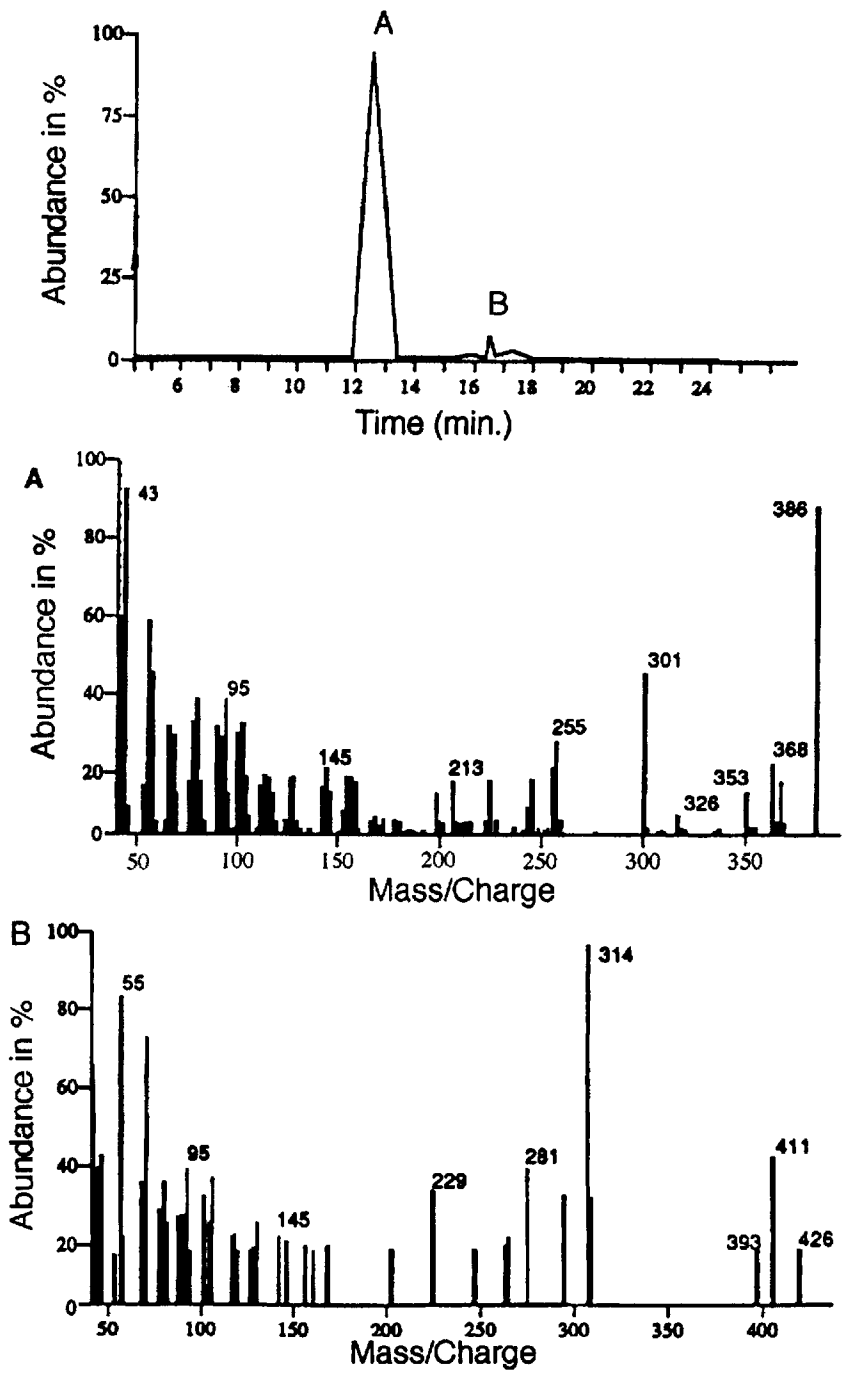 A
100
75
50
25
0
Abundance in %
B
6 8 10 12 14 16 18 20 22 24
Time (min.)
A
100
80
60
40
20
0
Abundance in %
43
95
145
213
255
301
326
353
368
386
50 100 150 200 250 300 350
Mass/Charge
B
100
80
60
40
20
0
Abundance in %
55
95
145
229
281
314
393
411
426
50 100 150 200 250 300 350 400
Mass/Charge